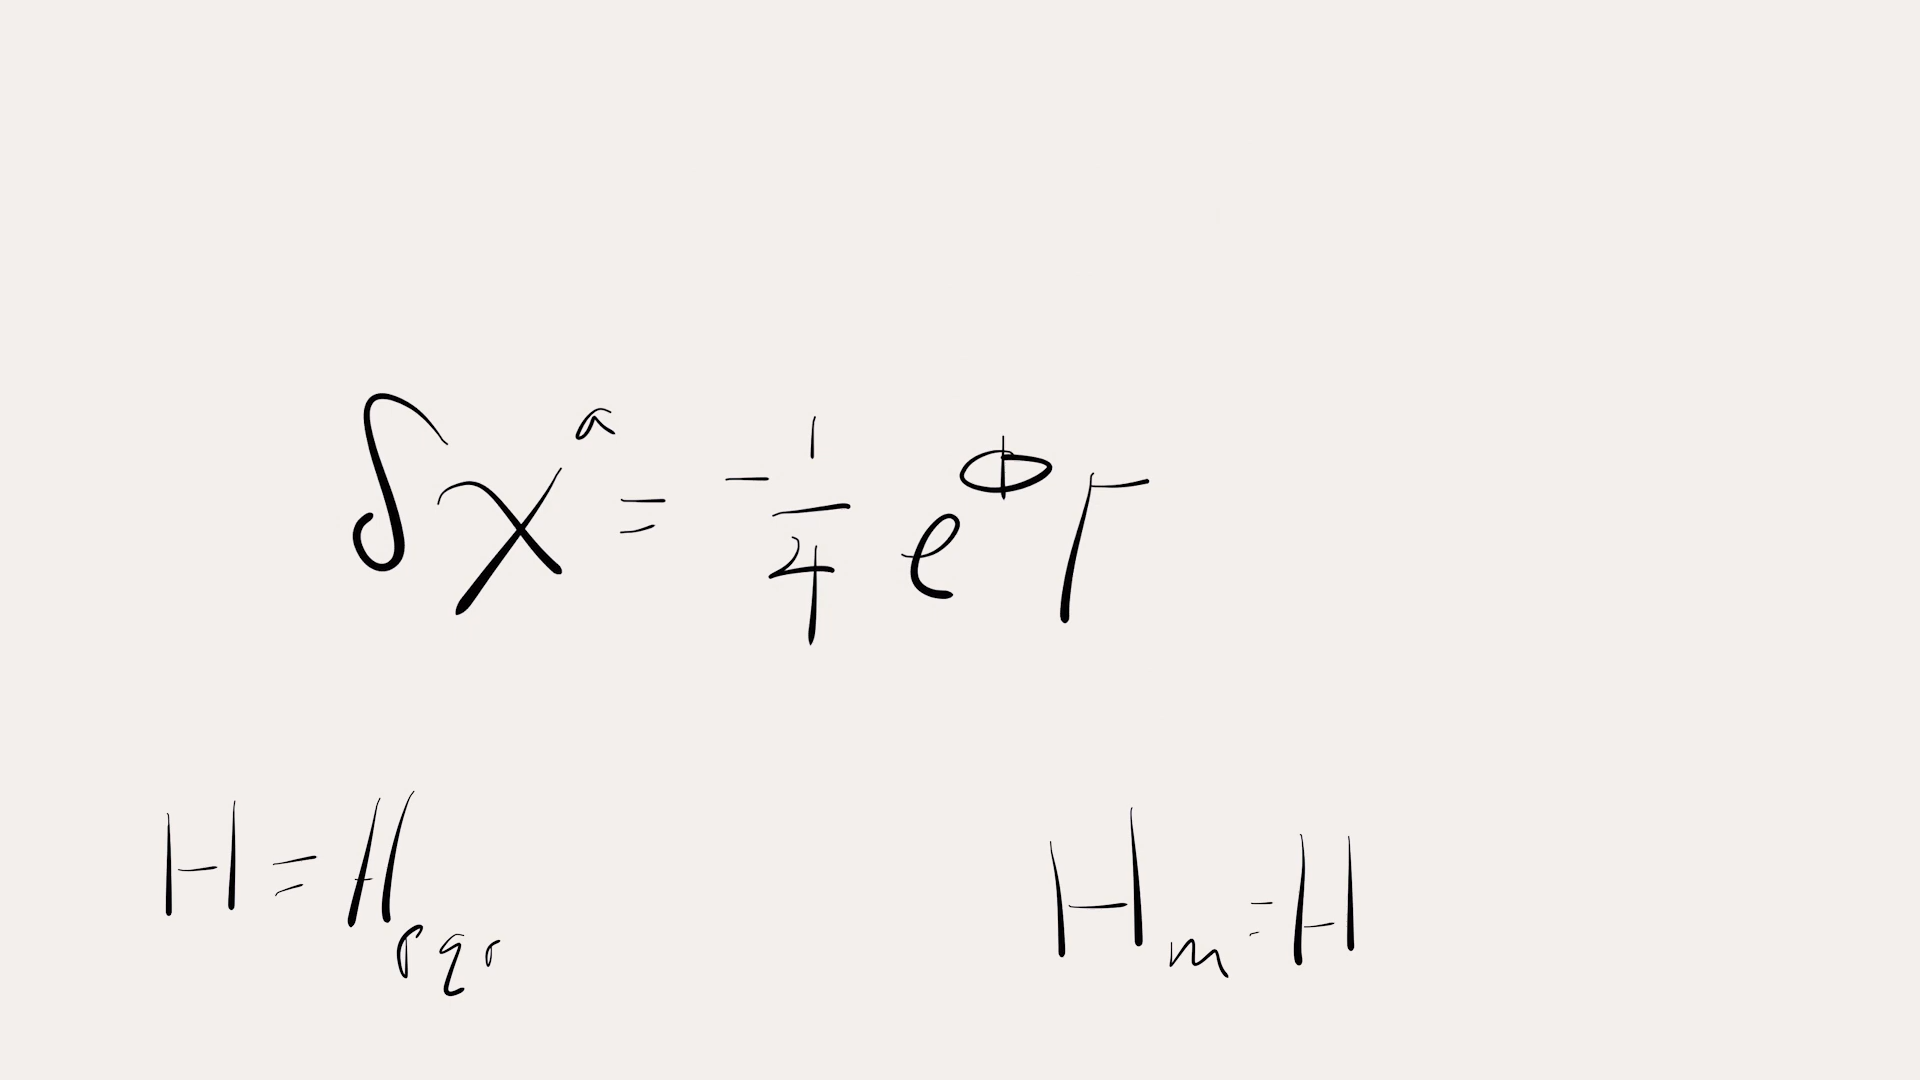 δχ^a = -1/4 e^Φ Γ
H = H_pqr H_m = H